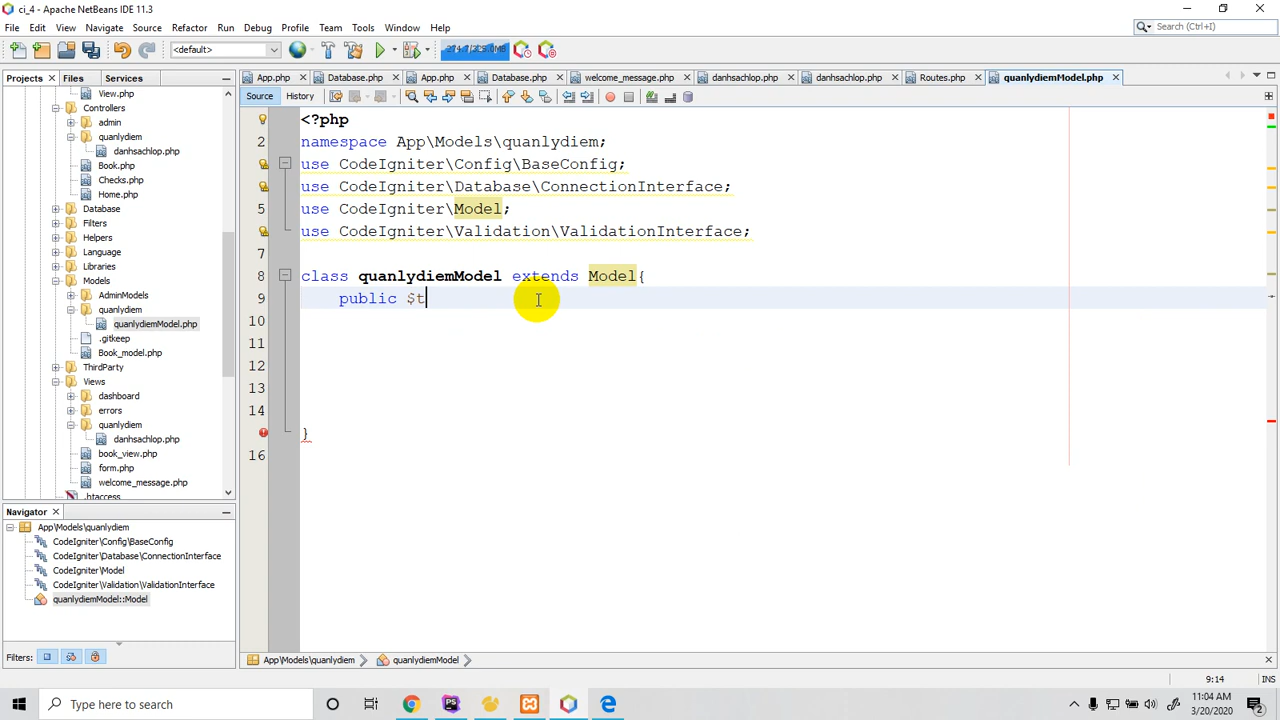 ci_4 - Apache NetBeans IDE 11.3
File Edit View Navigate Source Refactor Run Debug Profile Team Tools Window Help
Search (Ctrl+I)
<default>
274.7/325.0MB
Projects Files Services
App.php Database.php App.php Database.php welcome_message.php danhsachlop.php danhsachlop.php Routes.php quanlydiemModel.php
Source History
View.php
Controllers
admin
quanlydiem
danhsachlop.php
Book.php
Checks.php
Home.php
Database
Filters
Helpers
Language
Libraries
Models
AdminModels
quanlydiem
quanlydiemModel.php
.gitkeep
Book_model.php
ThirdParty
Views
dashboard
errors
quanlydiem
danhsachlop.php
book_view.php
form.php
welcome_message.php
.htaccess
<?php
2 namespace App\Models\quanlydiem;
use CodeIgniter\Config\BaseConfig;
use CodeIgniter\Database\ConnectionInterface;
5 use CodeIgniter\Model;
use CodeIgniter\Validation\ValidationInterface;
7
8 class quanlydiemModel extends Model{
9 public $t
10
11
12
13
14
}
16
Navigator
App\Models\quanlydiem
CodeIgniter\Config\BaseConfig
CodeIgniter\Database\ConnectionInterface
CodeIgniter\Model
CodeIgniter\Validation\ValidationInterface
quanlydiemModel::Model
Filters:
App\Models\quanlydiem quanlydiemModel
9:14 INS
Type here to search
11:04 AM
3/20/2020
2